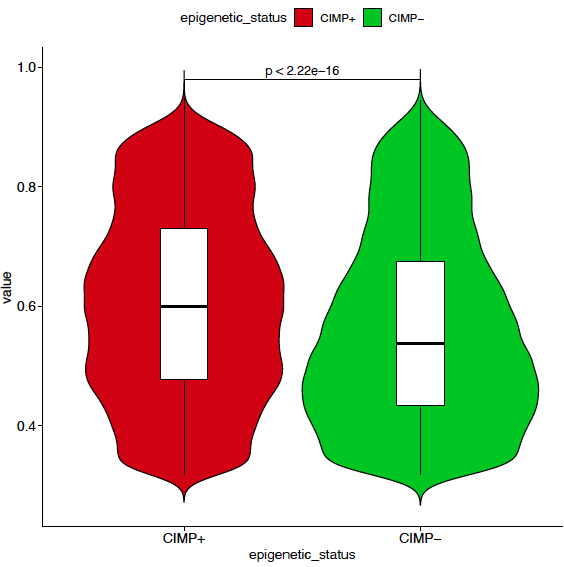 epigenetic_status CIMP+ CIMP−
p < 2.22e−16
1.0
0.8
0.6
0.4
value
CIMP+ CIMP−
epigenetic_status